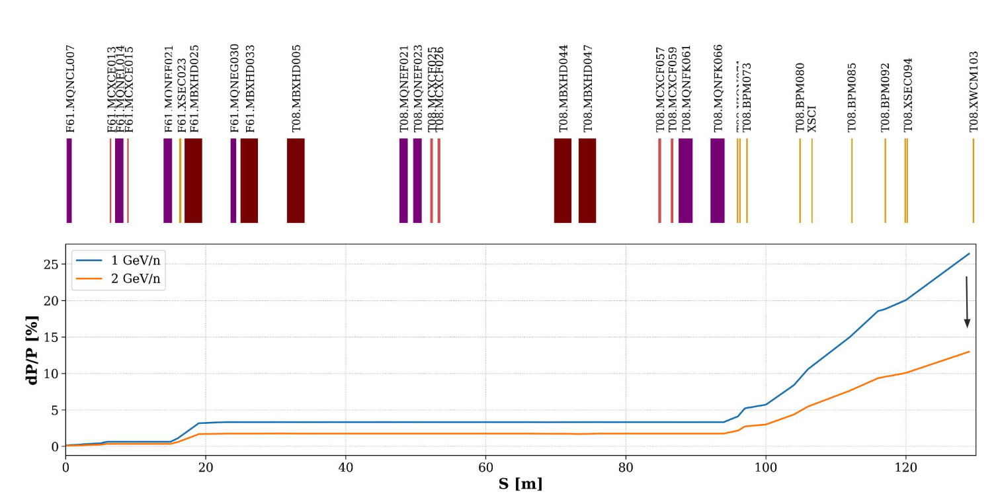 F61.MQNCL007
F61.MCXCE013
F61.MQNEL014
F61.MCXCE015
F61.MQNEF021
F61.XSEC023
F61.MBXHD025
F61.MQNEG030
F61.MBXHD033
T08.MBXHD005
T08.MQNEF021
T08.MQNEF023
T08.MCXCF025
T08.MCXCF026
T08.MBXHD044
T08.MBXHD047
T08.MCXCF057
T08.MCXCF059
T08.MQNFK061
T08.MQNFK066
T08.BPM073
T08.BPM080
XSCI
T08.BPM085
T08.BPM092
T08.XSEC094
T08.XWCM103
1 GeV/n
2 GeV/n
25
20
15
10
5
0
dP/P [%]
0 20 40 60 80 100 120
S [m]